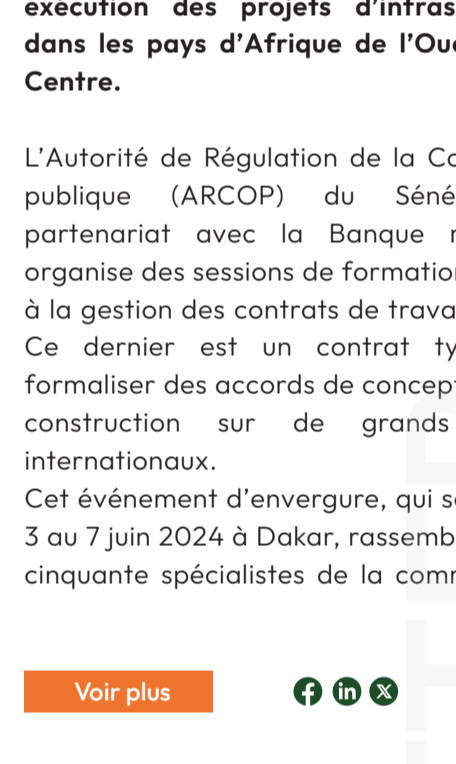 exécution des projets d'infras
dans les pays d'Afrique de l'Oue
Centre.
L'Autorité de Régulation de la Co
publique (ARCOP) du Séné
partenariat avec la Banque
organise des sessions de formation
à la gestion des contrats de trava
Ce dernier est un contrat ty
formaliser des accords de concept
construction sur de grands
internationaux.
Cet événement d'envergure, qui s
3 au 7 juin 2024 à Dakar, rassemb
cinquante spécialistes de la comm
Voir plus